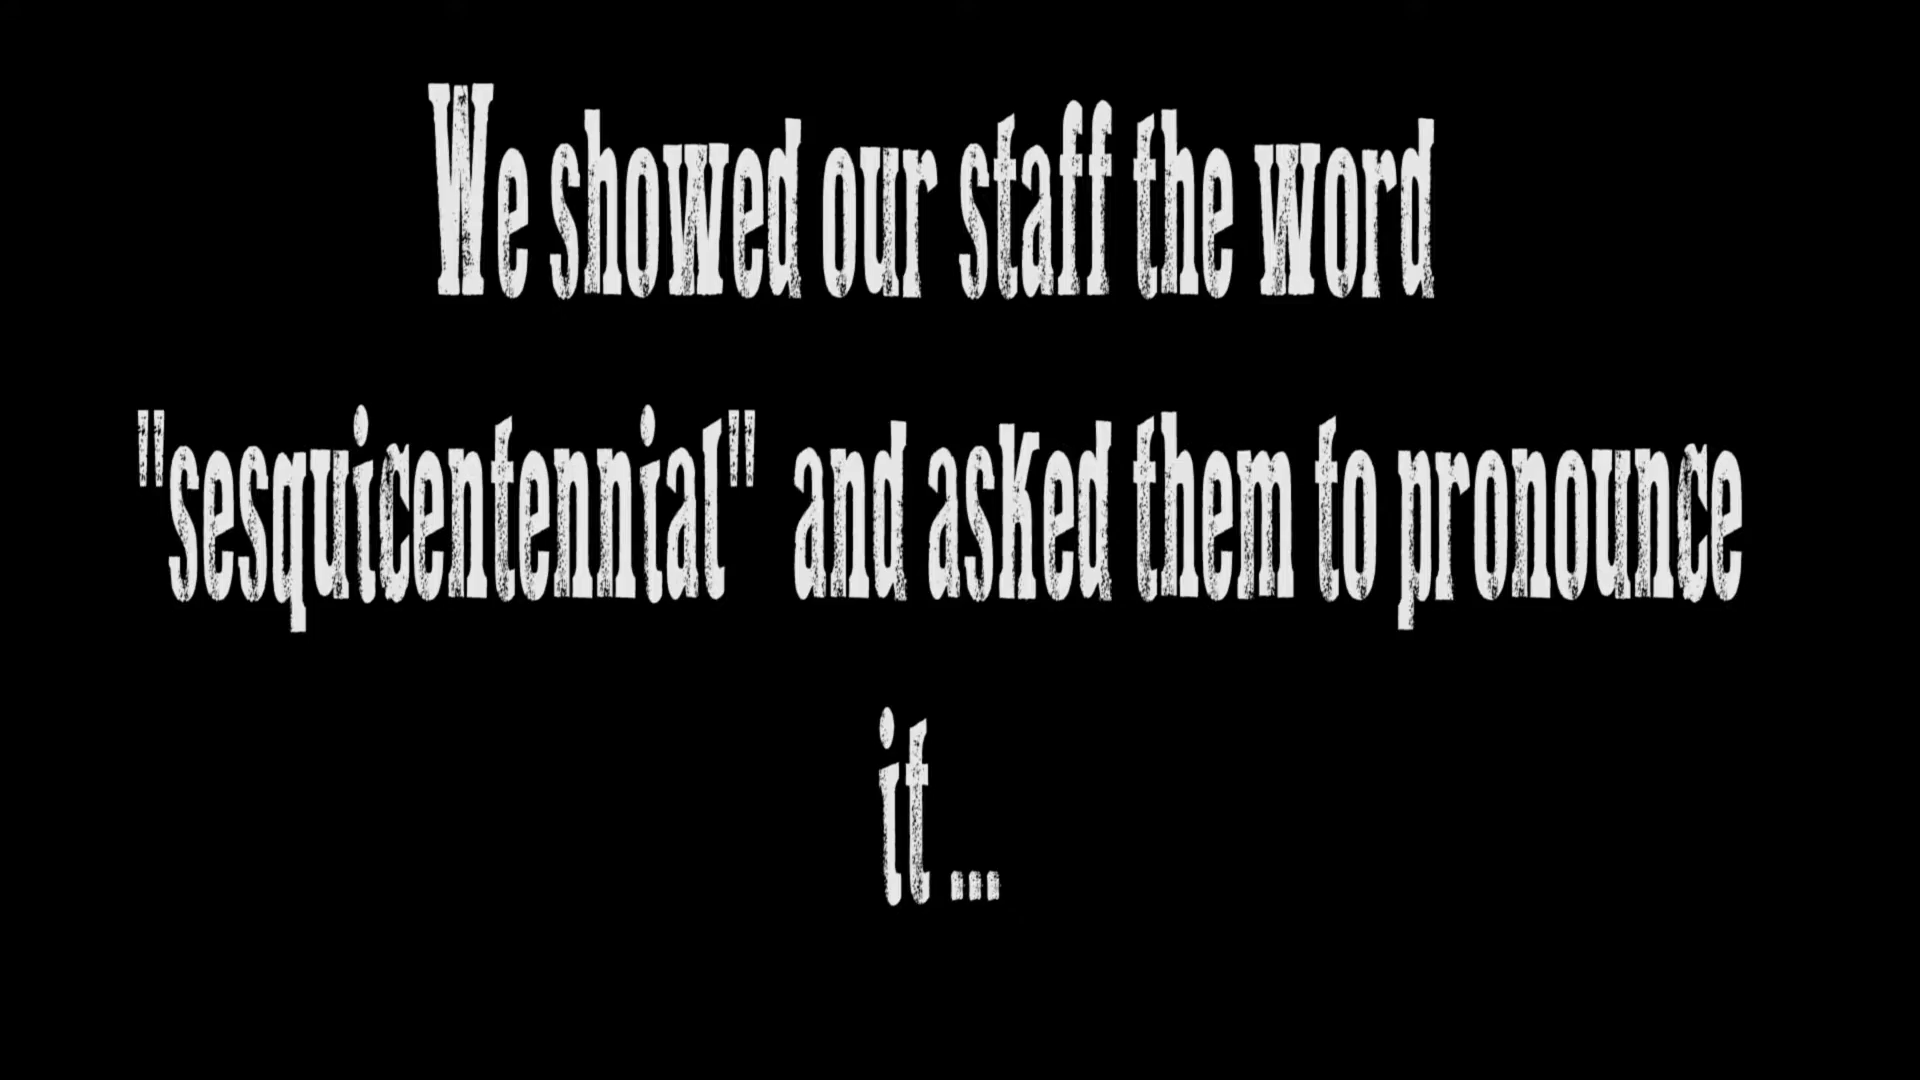 We showed our staff the word
"sesquicentennial" and asked them to pronounce
it ...